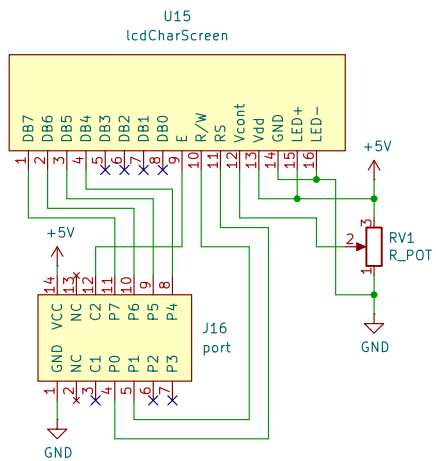 U15
lcdCharScreen
DB7 DB6 DB5 DB4 DB3 DB2 DB1 DB0 E R/W RS Vcont Vdd GND LED+ LED-
1 2 3 4 5 6 7 8 9 10 11 12 13 14 15 16
+5V
+5V
3
2
1
RV1
R_POT
GND
14 13 12 11 10 9 8
VCC NC C2 P7 P6 P5 P4
J16
port
GND NC C1 P0 P1 P2 P3
1 2 3 4 5 6 7
GND